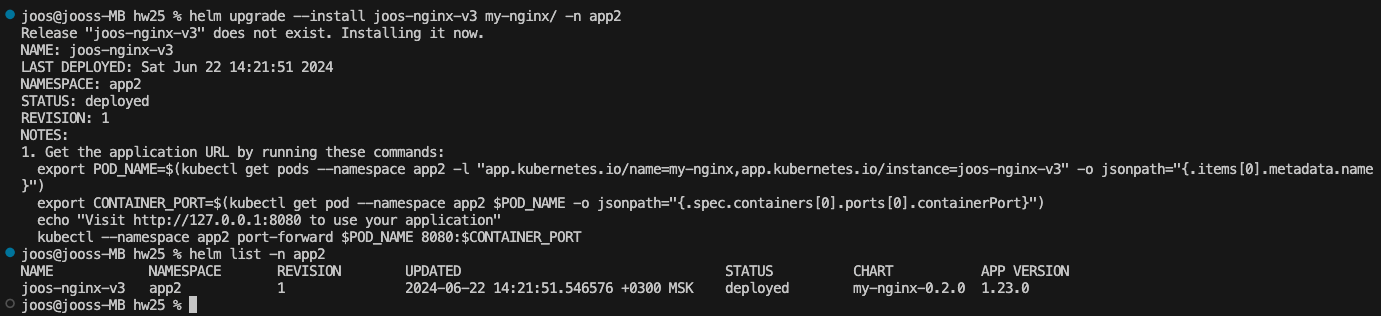 joos@jooss-MB hw25 % helm upgrade --install joos-nginx-v3 my-nginx/ -n app2
Release "joos-nginx-v3" does not exist. Installing it now.
NAME: joos-nginx-v3
LAST DEPLOYED: Sat Jun 22 14:21:51 2024
NAMESPACE: app2
STATUS: deployed
REVISION: 1
NOTES:
1. Get the application URL by running these commands:
  export POD_NAME=$(kubectl get pods --namespace app2 -l "app.kubernetes.io/name=my-nginx,app.kubernetes.io/instance=joos-nginx-v3" -o jsonpath="{.items[0].metadata.name
}")
  export CONTAINER_PORT=$(kubectl get pod --namespace app2 $POD_NAME -o jsonpath="{.spec.containers[0].ports[0].containerPort}")
  echo "Visit http://127.0.0.1:8080 to use your application"
  kubectl --namespace app2 port-forward $POD_NAME 8080:$CONTAINER_PORT
joos@jooss-MB hw25 % helm list -n app2
NAME            NAMESPACE       REVISION        UPDATED                                 STATUS          CHART           APP VERSION
joos-nginx-v3   app2            1               2024-06-22 14:21:51.546576 +0300 MSK    deployed        my-nginx-0.2.0  1.23.0
joos@jooss-MB hw25 %